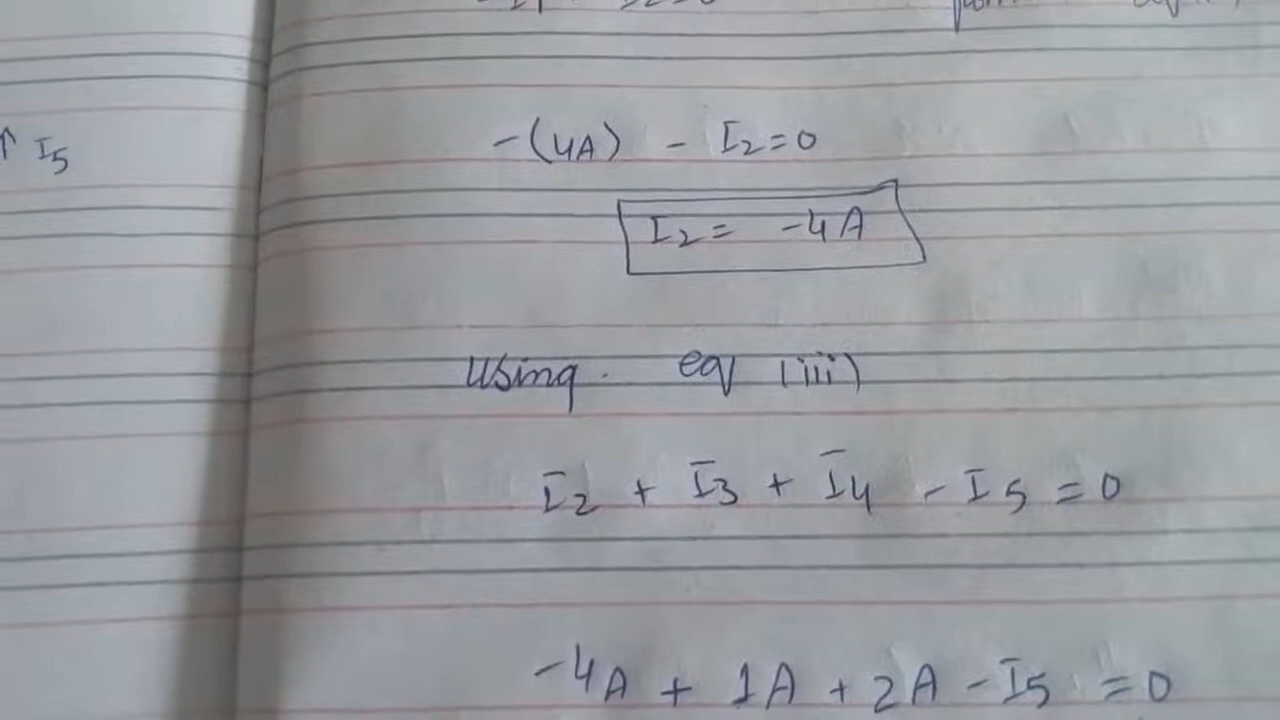 ↑ I5
-(4A) - I2=0
I2 = -4A
using. eq (iii)
I2 + I3 + I4 - I5 = 0
-4A + 1A + 2A - I5 = 0